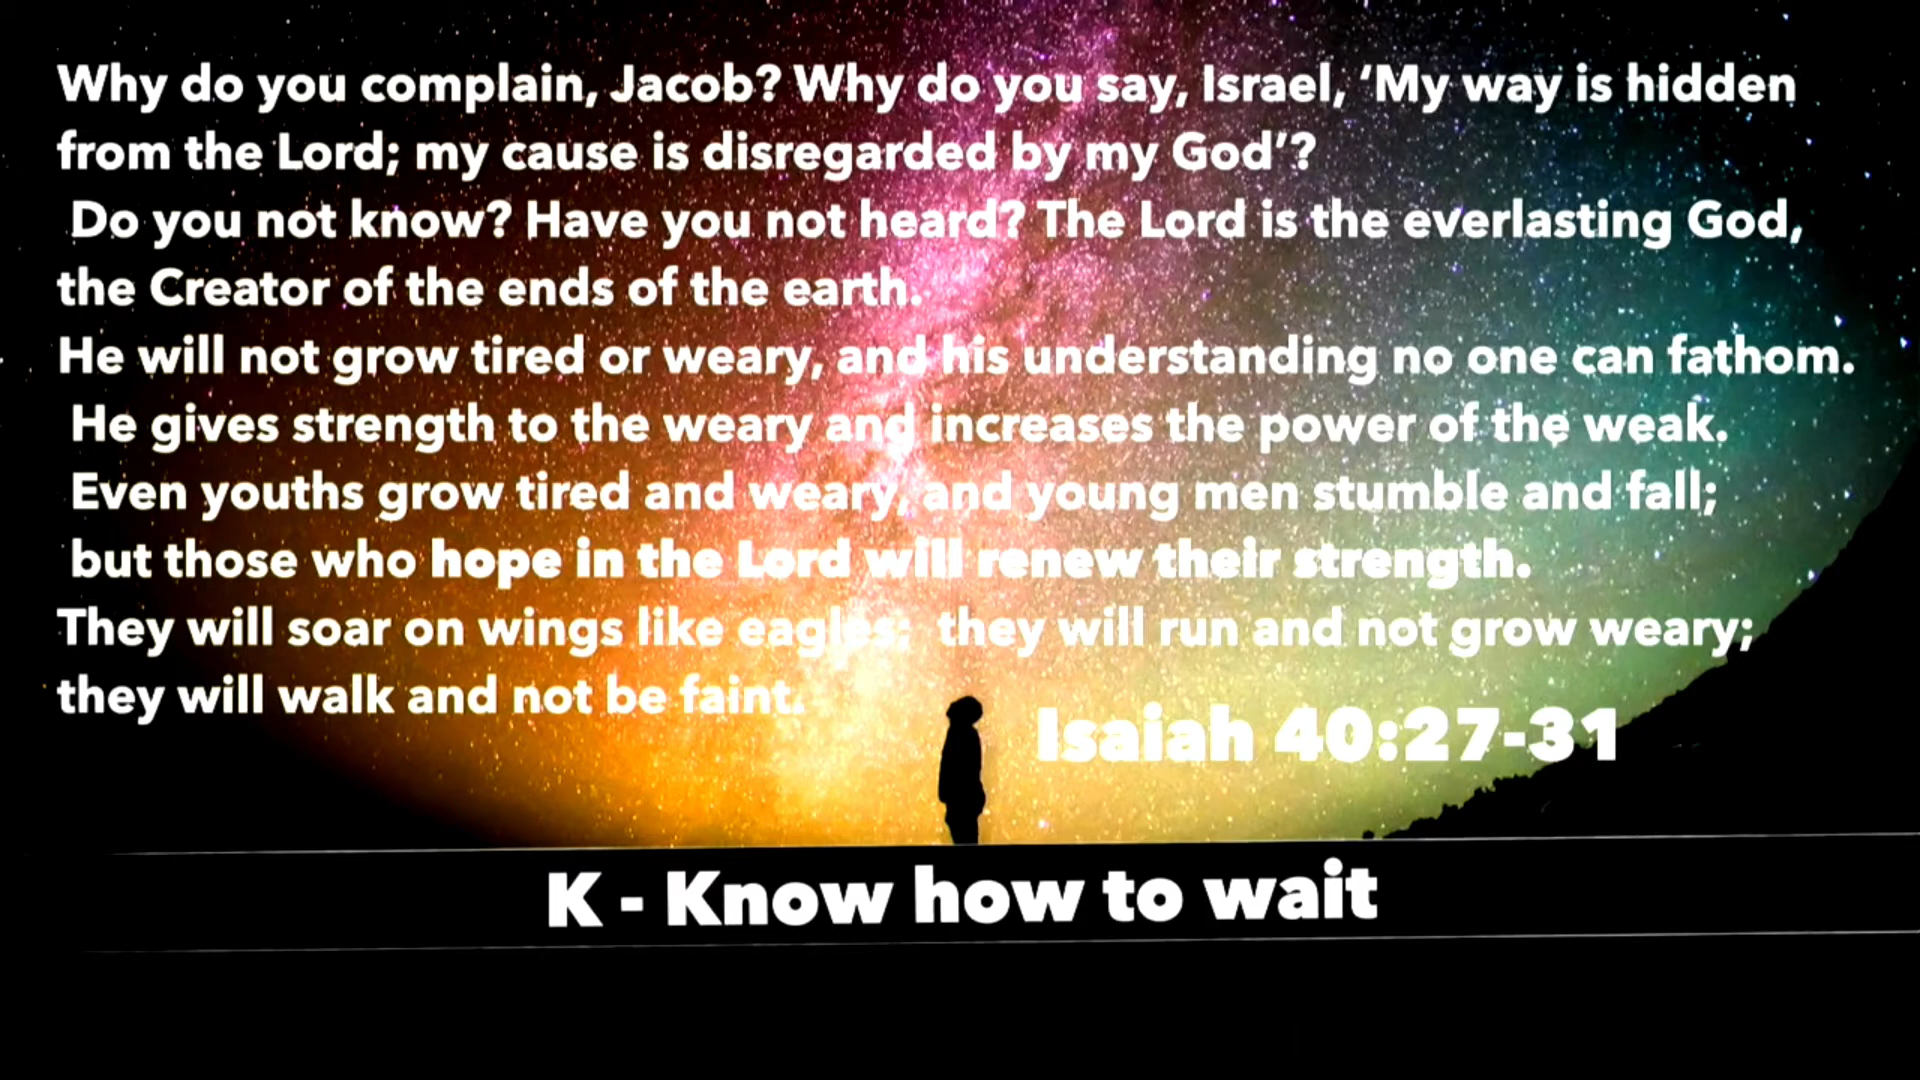 Why do you complain, Jacob? Why do you say, Israel, ‘My way is hidden
from the Lord; my cause is disregarded by my God’?
Do you not know? Have you not heard? The Lord is the everlasting God,
the Creator of the ends of the earth.
He will not grow tired or weary, and his understanding no one can fathom.
He gives strength to the weary and increases the power of the weak.
Even youths grow tired and weary, and young men stumble and fall;
but those who hope in the Lord will renew their strength.
They will soar on wings like eagles; they will run and not grow weary;
they will walk and not be faint.
Isaiah 40:27-31
K - Know how to wait